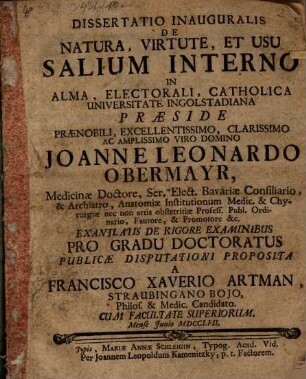 DISSERTATIO INAUGURALIS
DE
NATURA, VIRTUTE, ET USU
SALIUM INTERNO
IN
ALMA, ELECTORALI, CATHOLICA
UNIVERSITATE INGOLSTADIANA
PRÆSIDE
PRÆNOBILI, EXCELLENTISSIMO, CLARISSIMO
AC AMPLISSIMO VIRO DOMINO
JOANNE LEONARDO
OBERMAYR,
Medicinæ Doctore, Ser. Elect. Bavariæ Consiliario,
& Archiatro, Anatomiæ Institutionum Medic. & Chy-
rurgiæ nec non artis obstetritiæ Profess. Publ. Ordi-
nario, Fautore, & Promotore &c.
EXANTLATIS DE RIGORE EXAMINIBUS
PRO GRADU DOCTORATUS
PUBLICÆ DISPUTATIONI PROPOSITA
A
FRANCISCO XAVERIO ARTMAN,
STRAUBINGANO BOJO,
Philos. & Medic. Candidato.
CUM FACULTATE SUPERIORUM.
Mense Junio
Typis, MARIÆ ANNÆ SCHLEIGIN, Typog. Acad. Vid.
Per Joannem Leopoldum Kamenitzky, p. t. Factorem.